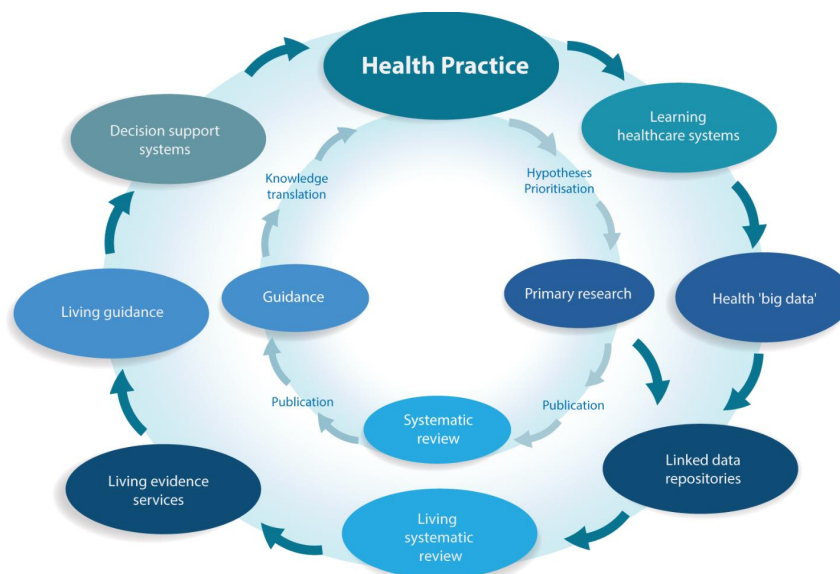 Health Practice
Decision support
systems
Learning
healthcare systems
Knowledge
translation
Hypotheses
Prioritisation
Living guidance
Guidance
Primary research
Health 'big data'
Publication
Publication
Systematic
review
Living evidence
services
Linked data
repositories
Living
systematic
review